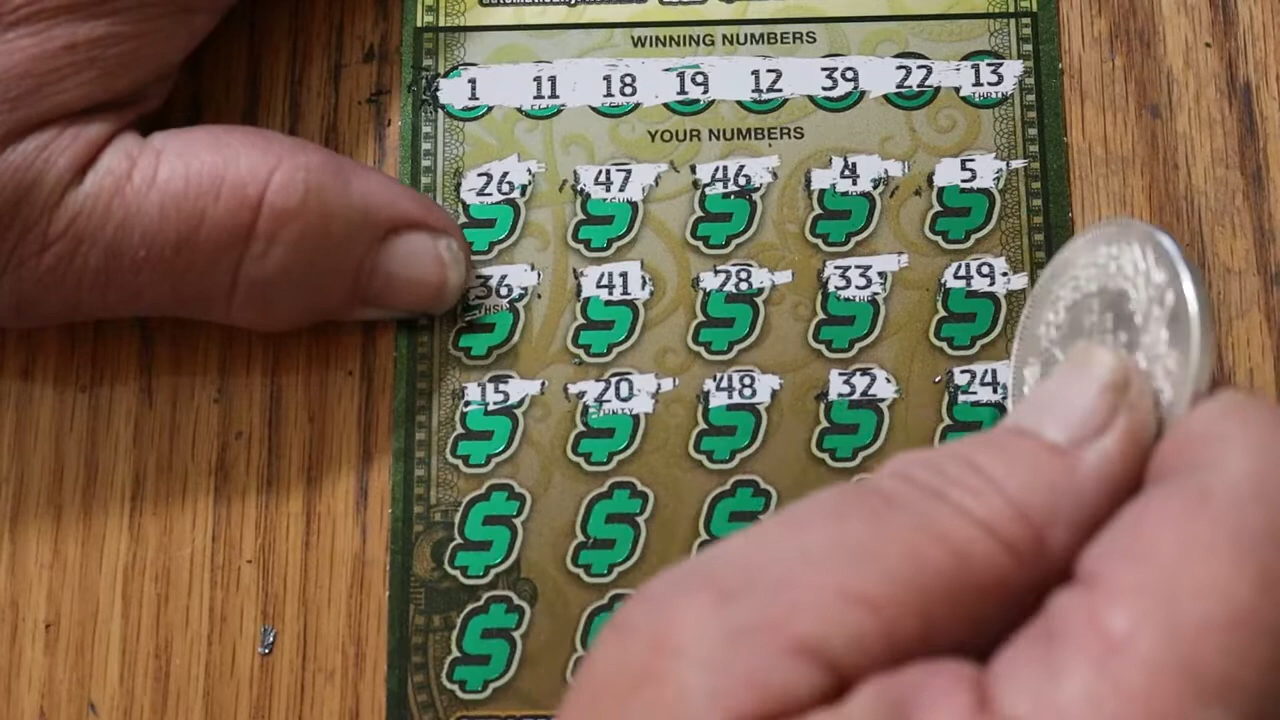 WINNING NUMBERS
1 11 18 19 12 39 22 13
THRTN
YOUR NUMBERS
26 47 46 4 5
36 41 28 33 49
15 20 48 32 24
$ $ $ $ $
$ $ $ $ $
$ $ $ $ $
$ $ $
$ $